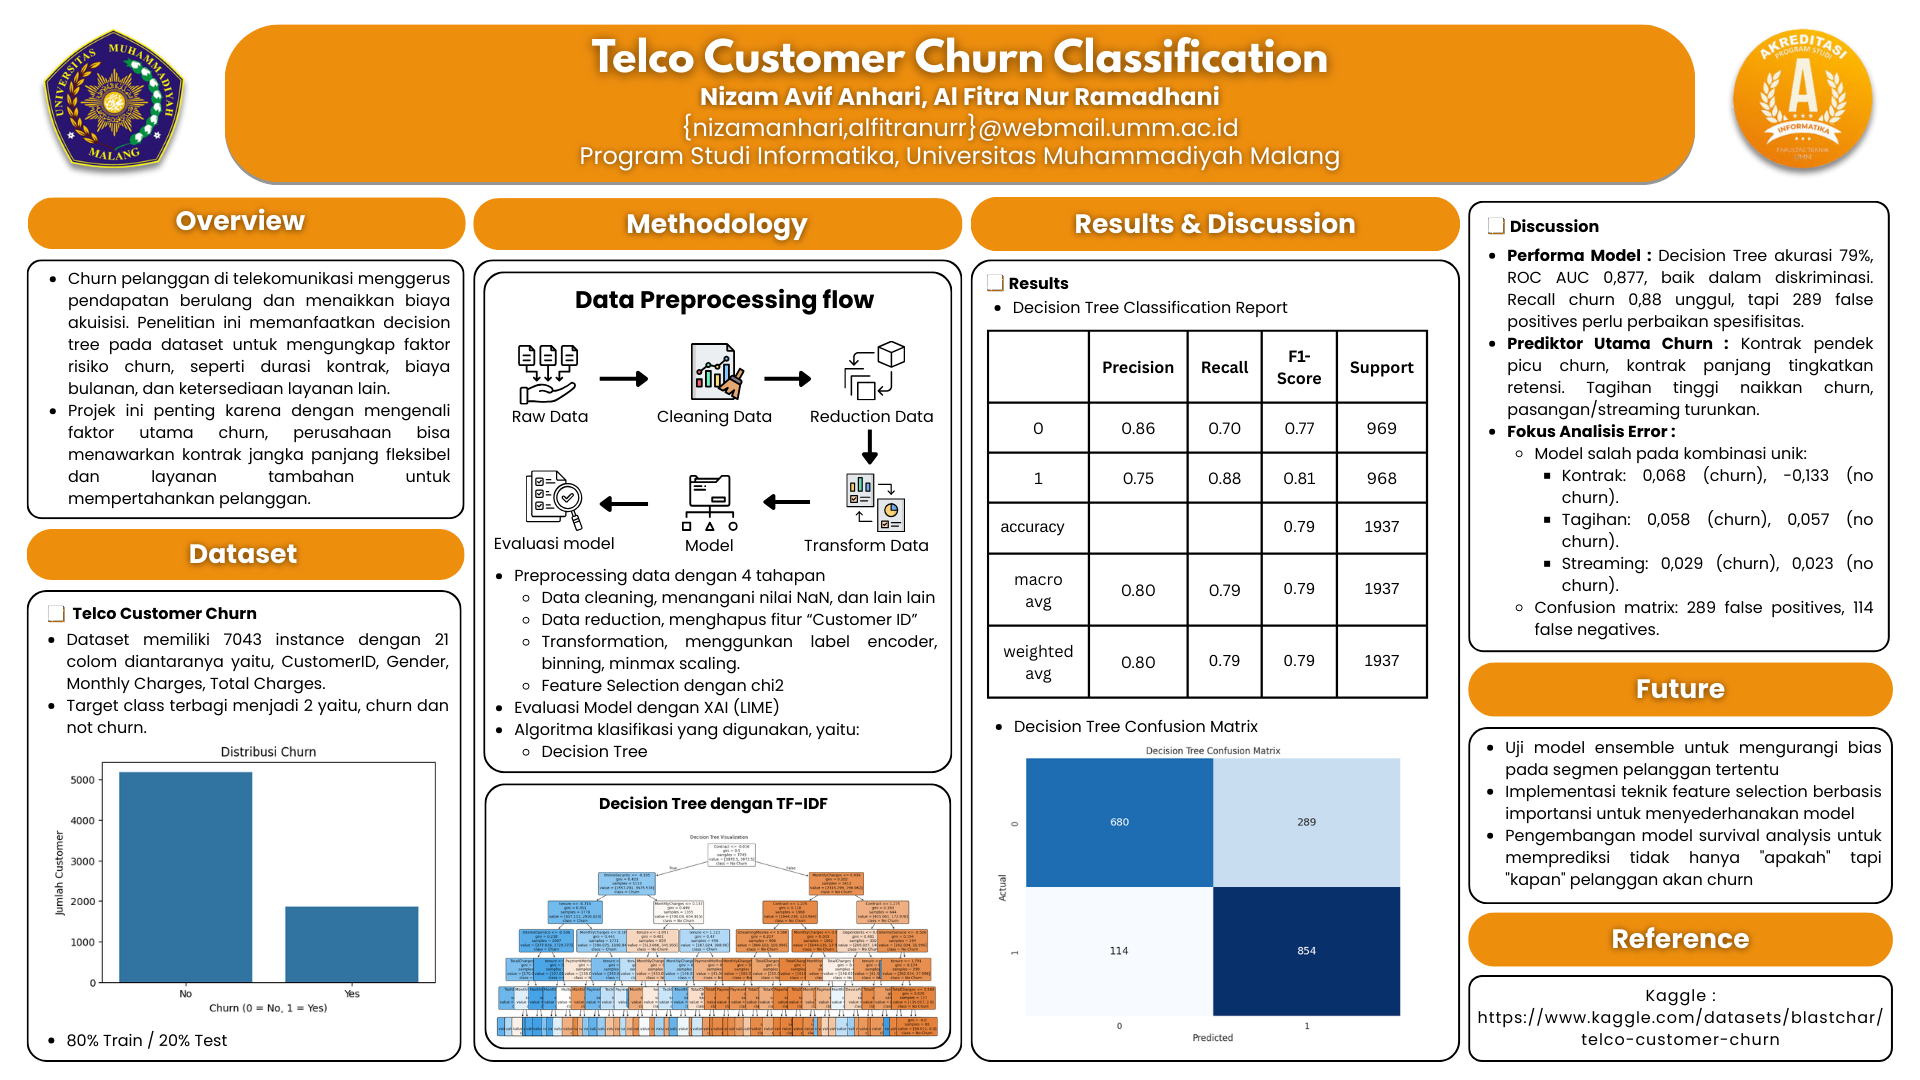 UNIVERSITAS MUHAMMADIYAH
MALANG
Telco Customer Churn Classification
Nizam Avif Anhari, Al Fitra Nur Ramadhani
{nizamanhari,alfitranurr}@webmail.umm.ac.id
Program Studi Informatika, Universitas Muhammadiyah Malang
AKREDITASI
PROGRAM STUDI
A
INFORMATIKA
FAKULTAS TEKNIK
UMM
Overview
• Churn pelanggan di telekomunikasi menggerus
pendapatan berulang dan menaikkan biaya
akuisisi. Penelitian ini memanfaatkan decision
tree pada dataset untuk mengungkap faktor
risiko churn, seperti durasi kontrak, biaya
bulanan, dan ketersediaan layanan lain.
• Projek ini penting karena dengan mengenali
faktor utama churn, perusahaan bisa
menawarkan kontrak jangka panjang fleksibel
dan layanan tambahan untuk
mempertahankan pelanggan.
Dataset
Telco Customer Churn
• Dataset memiliki 7043 instance dengan 21
colom diantaranya yaitu, CustomerID, Gender,
Monthly Charges, Total Charges.
• Target class terbagi menjadi 2 yaitu, churn dan
not churn.
Distribusi Churn
Jumlah Customer
5000
4000
3000
2000
1000
0
No Yes
Churn (0 = No, 1 = Yes)
• 80% Train / 20% Test
Methodology
Data Preprocessing flow
Raw Data Cleaning Data Reduction Data
Evaluasi model Model Transform Data
• Preprocessing data dengan 4 tahapan
Data cleaning, menangani nilai NaN, dan lain lain
Data reduction, menghapus fitur “Customer ID”
Transformation, menggunkan label encoder,
binning, minmax scaling.
Feature Selection dengan chi2
• Evaluasi Model dengan XAI (LIME)
• Algoritma klasifikasi yang digunakan, yaitu:
Decision Tree
Decision Tree dengan TF-IDF
Decision Tree Visualization
Results & Discussion
Results
• Decision Tree Classification Report
Precision Recall F1-Score Support
0 0.86 0.70 0.77 969
1 0.75 0.88 0.81 968
accuracy 0.79 1937
macro avg 0.80 0.79 0.79 1937
weighted avg 0.80 0.79 0.79 1937
• Decision Tree Confusion Matrix
Decision Tree Confusion Matrix
Actual
0 680 289
1 114 854
0 1
Predicted
Discussion
• Performa Model : Decision Tree akurasi 79%,
ROC AUC 0,877, baik dalam diskriminasi.
Recall churn 0,88 unggul, tapi 289 false
positives perlu perbaikan spesifisitas.
• Prediktor Utama Churn : Kontrak pendek
picu churn, kontrak panjang tingkatkan
retensi. Tagihan tinggi naikkan churn,
pasangan/streaming turunkan.
• Fokus Analisis Error :
Model salah pada kombinasi unik:
Kontrak: 0,068 (churn), -0,133 (no
churn).
Tagihan: 0,058 (churn), 0,057 (no
churn).
Streaming: 0,029 (churn), 0,023 (no
churn).
Confusion matrix: 289 false positives, 114
false negatives.
Future
• Uji model ensemble untuk mengurangi bias
pada segmen pelanggan tertentu
• Implementasi teknik feature selection berbasis
importansi untuk menyederhanakan model
• Pengembangan model survival analysis untuk
memprediksi tidak hanya "apakah" tapi
"kapan" pelanggan akan churn
Reference
Kaggle :
https://www.kaggle.com/datasets/blastchar/
telco-customer-churn